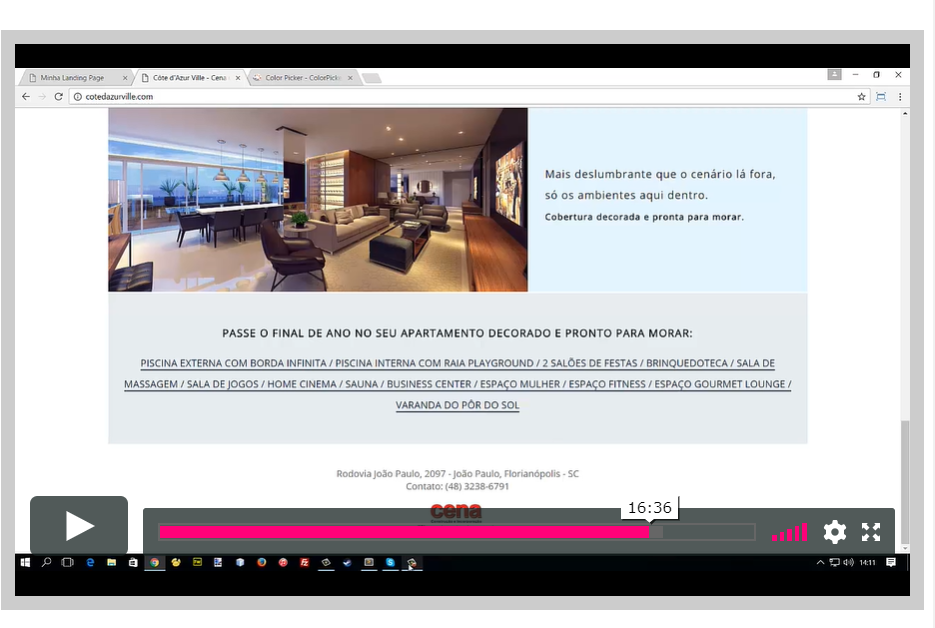 Minha Landing Page
Côte d'Azur Ville - Cena
Color Picker - ColorPick
cotedazurville.com
Mais deslumbrante que o cenário lá fora,
só os ambientes aqui dentro.
Cobertura decorada e pronta para morar.
PASSE O FINAL DE ANO NO SEU APARTAMENTO DECORADO E PRONTO PARA MORAR:
PISCINA EXTERNA COM BORDA INFINITA / PISCINA INTERNA COM RAIA PLAYGROUND / 2 SALÕES DE FESTAS / BRINQUEDOTECA / SALA DE
MASSAGEM / SALA DE JOGOS / HOME CINEMA / SAUNA / BUSINESS CENTER / ESPAÇO MULHER / ESPAÇO FITNESS / ESPAÇO GOURMET LOUNGE /
VARANDA DO PÔR DO SOL
Rodovia João Paulo, 2097 - João Paulo, Florianópolis - SC
Contato: (48) 3238-6791
cena
16:36
14:11